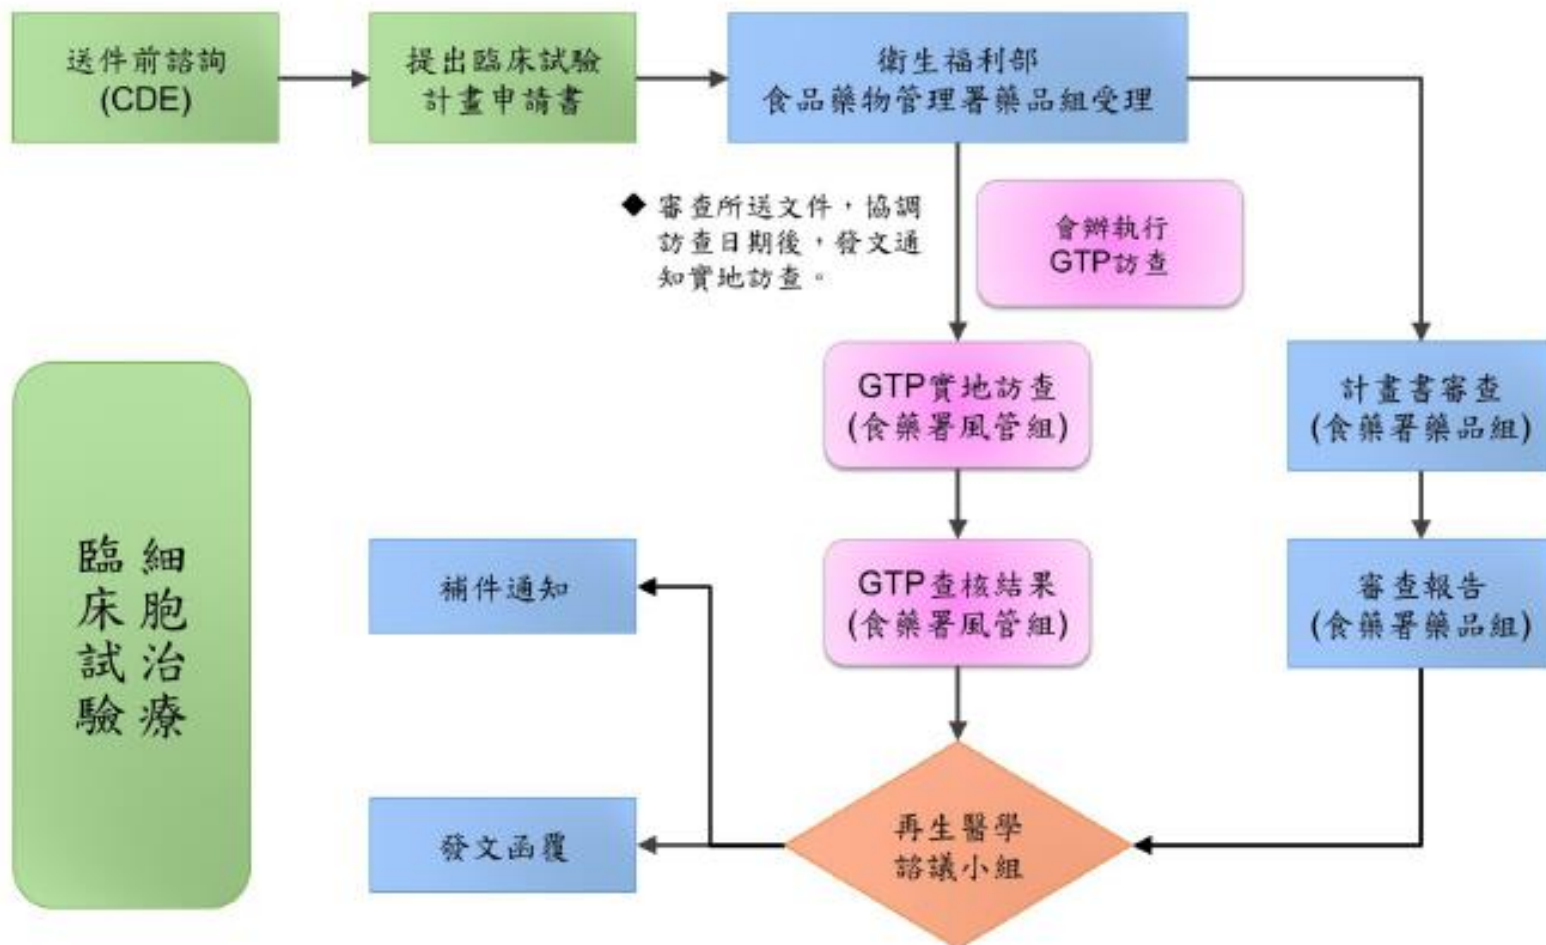 送件前諮詢
(CDE)
提出臨床試驗
計畫申請書
衛生福利部
食品藥物管理署藥品組受理
◆ 審查所送文件，協調
訪查日期後，發文通
知實地訪查。
會辦執行
GTP訪查
GTP實地訪查
(食藥署風管組)
計畫書審查
(食藥署藥品組)
細胞治療
臨床試驗
補件通知
GTP查核結果
(食藥署風管組)
審查報告
(食藥署藥品組)
發文函覆
再生醫學
諮議小組